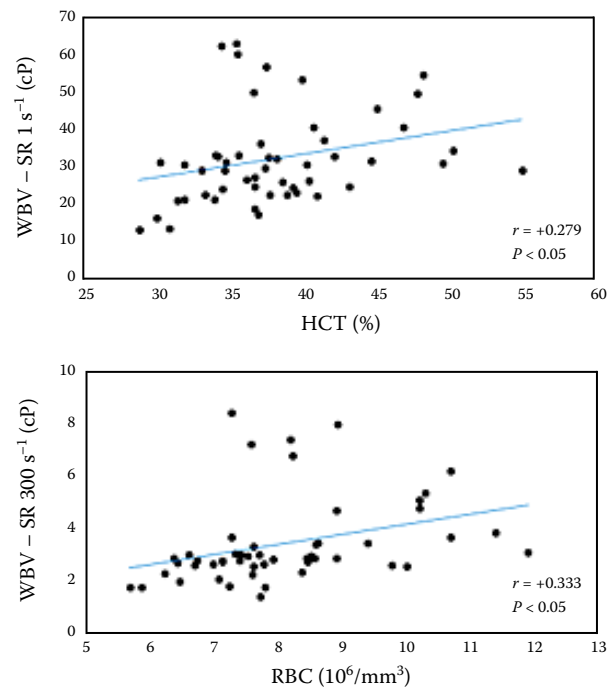 70
60
50
40
30
20
10
0
WBV – SR 1 s⁻¹ (cP)
r = +0.279
P < 0.05
25 30 35 40 45 50 55 60
HCT (%)
10
8
6
4
2
0
WBV – SR 300 s⁻¹ (cP)
r = +0.333
P < 0.05
5 6 7 8 9 10 11 12 13
RBC (10⁶/mm³)